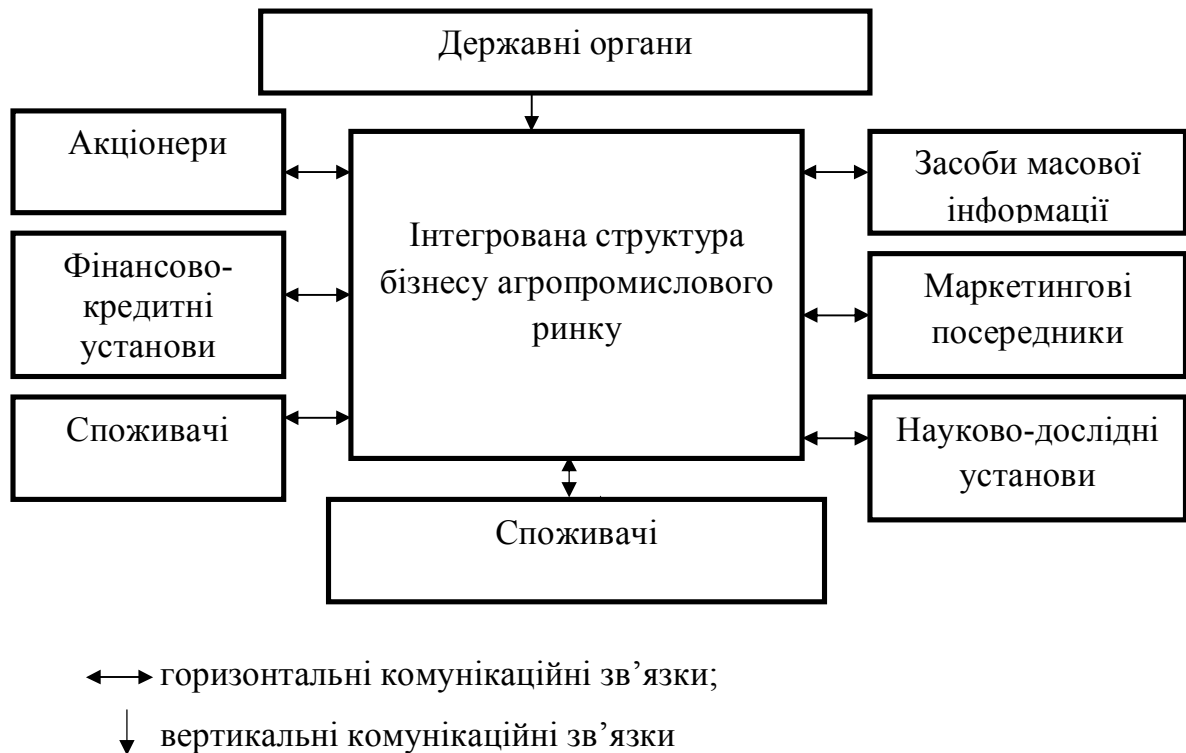 Державні органи
Акціонери
Фінансово-
кредитні
установи
Споживачі
Інтегрована структура
бізнесу агропромислового
ринку
Засоби масової
інформації
Маркетингові
посередники
Науково-дослідні
установи
Споживачі
горизонтальні комунікаційні зв’язки;
вертикальні комунікаційні зв’язки